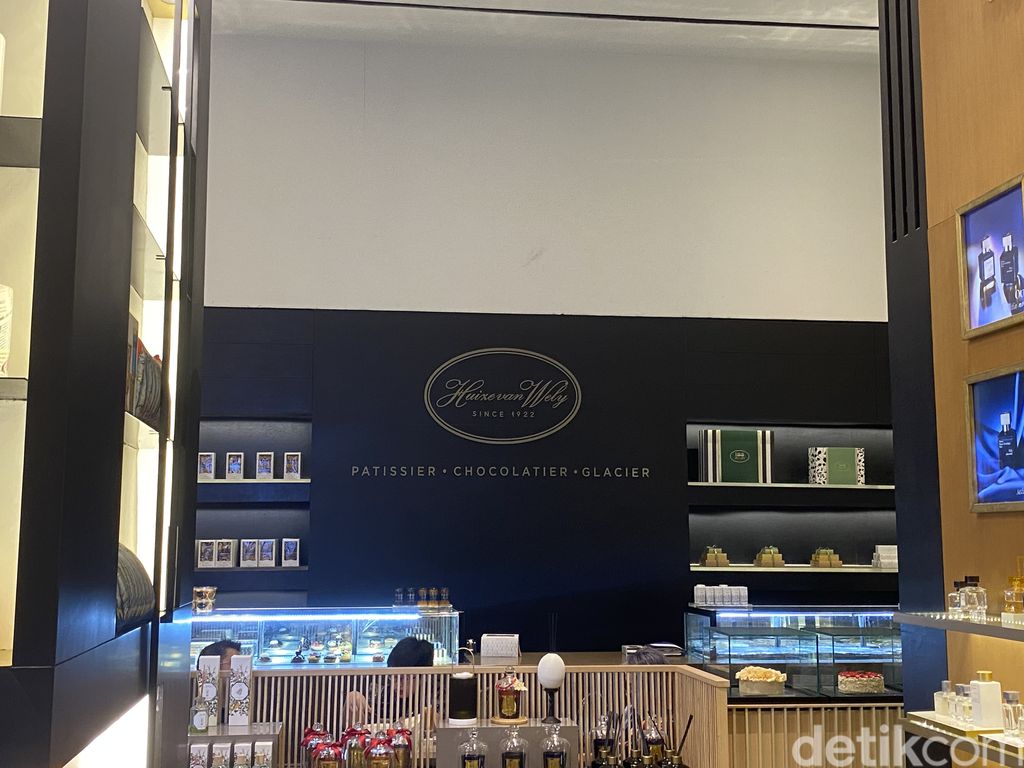 Huize van Wely
SINCE 1922
PATISSIER • CHOCOLATIER • GLACIER
detikcom